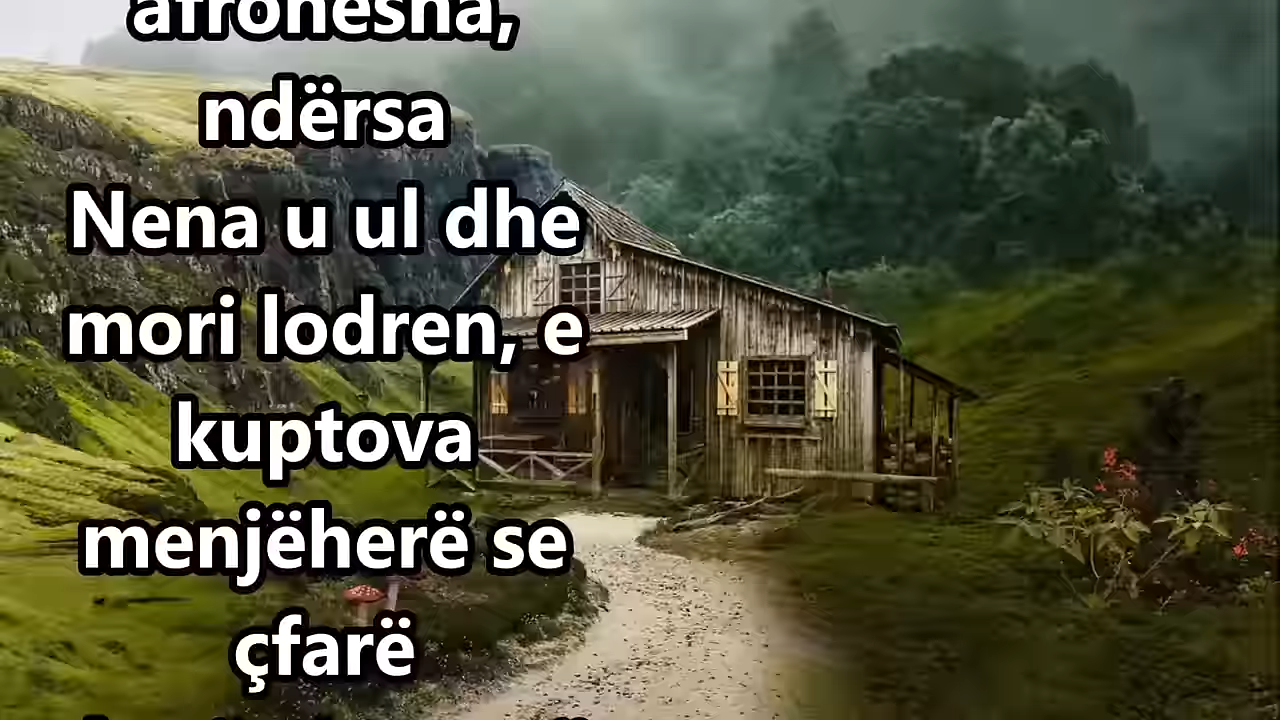 afrohesha,
ndërsa
Nena u ul dhe
mori lodren, e
kuptova
menjëherë se
çfarë